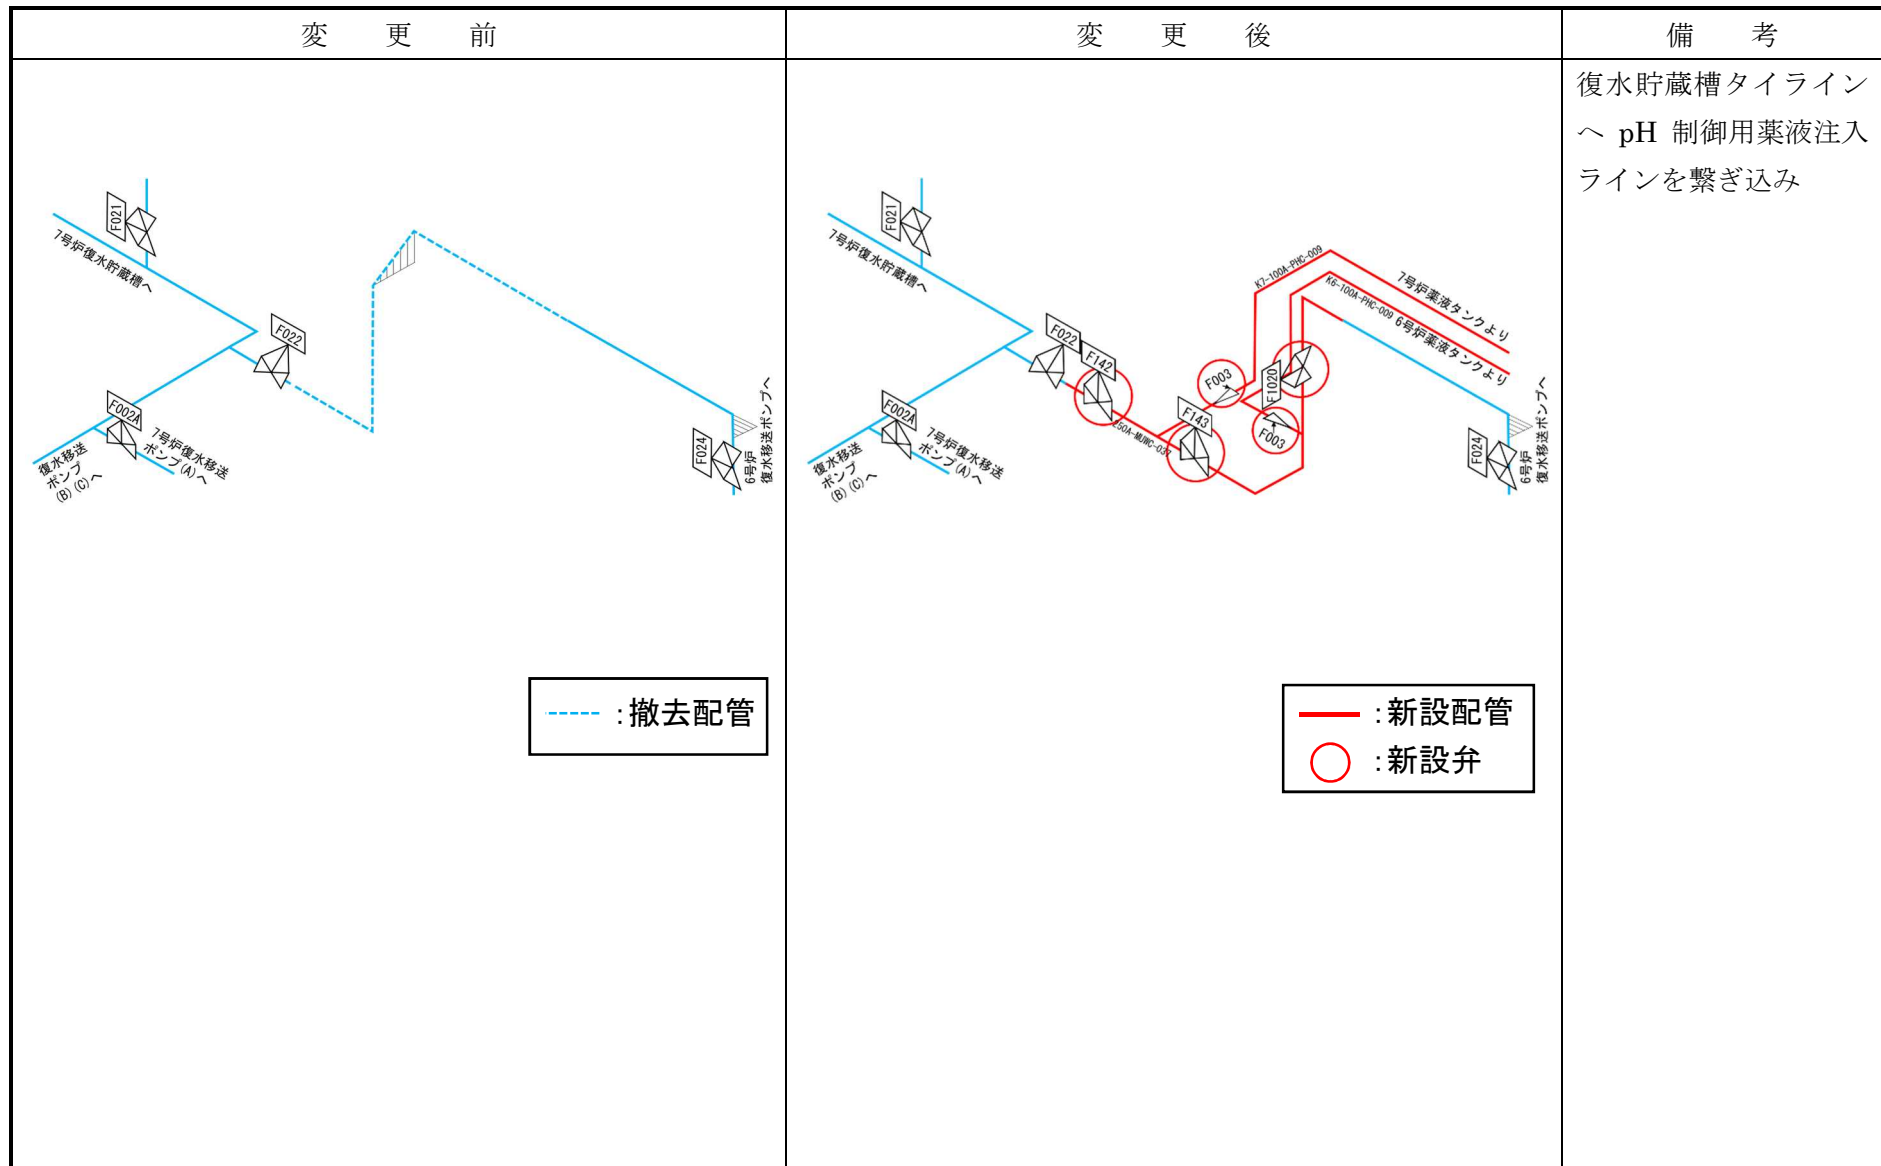 変更前
変更後
備考
復水貯蔵槽タイライン
へ pH 制御用薬液注入
ラインを繋ぎ込み
F021
7号炉復水貯蔵槽へ
F022
F002A
復水移送
ポンプ
(B)(C)へ
7号炉復水移送
ポンプ(A)へ
F024
6号炉
復水移送ポンプへ
:撤去配管
F021
7号炉復水貯蔵槽へ
F022
F142
F002A
復水移送
ポンプ
(B)(C)へ
7号炉復水移送
ポンプ(A)へ
250A-MUWC-037
F143
F003
F1020
F003
K7-100A-PHC-009
7号炉薬液タンクより
K6-100A-PHC-009
6号炉薬液タンクより
F024
6号炉
復水移送ポンプへ
:新設配管
:新設弁